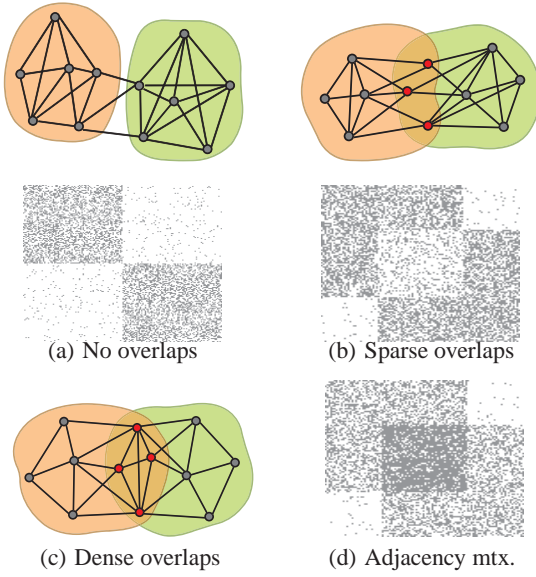 (a) No overlaps
(b) Sparse overlaps
(c) Dense overlaps
(d) Adjacency mtx.